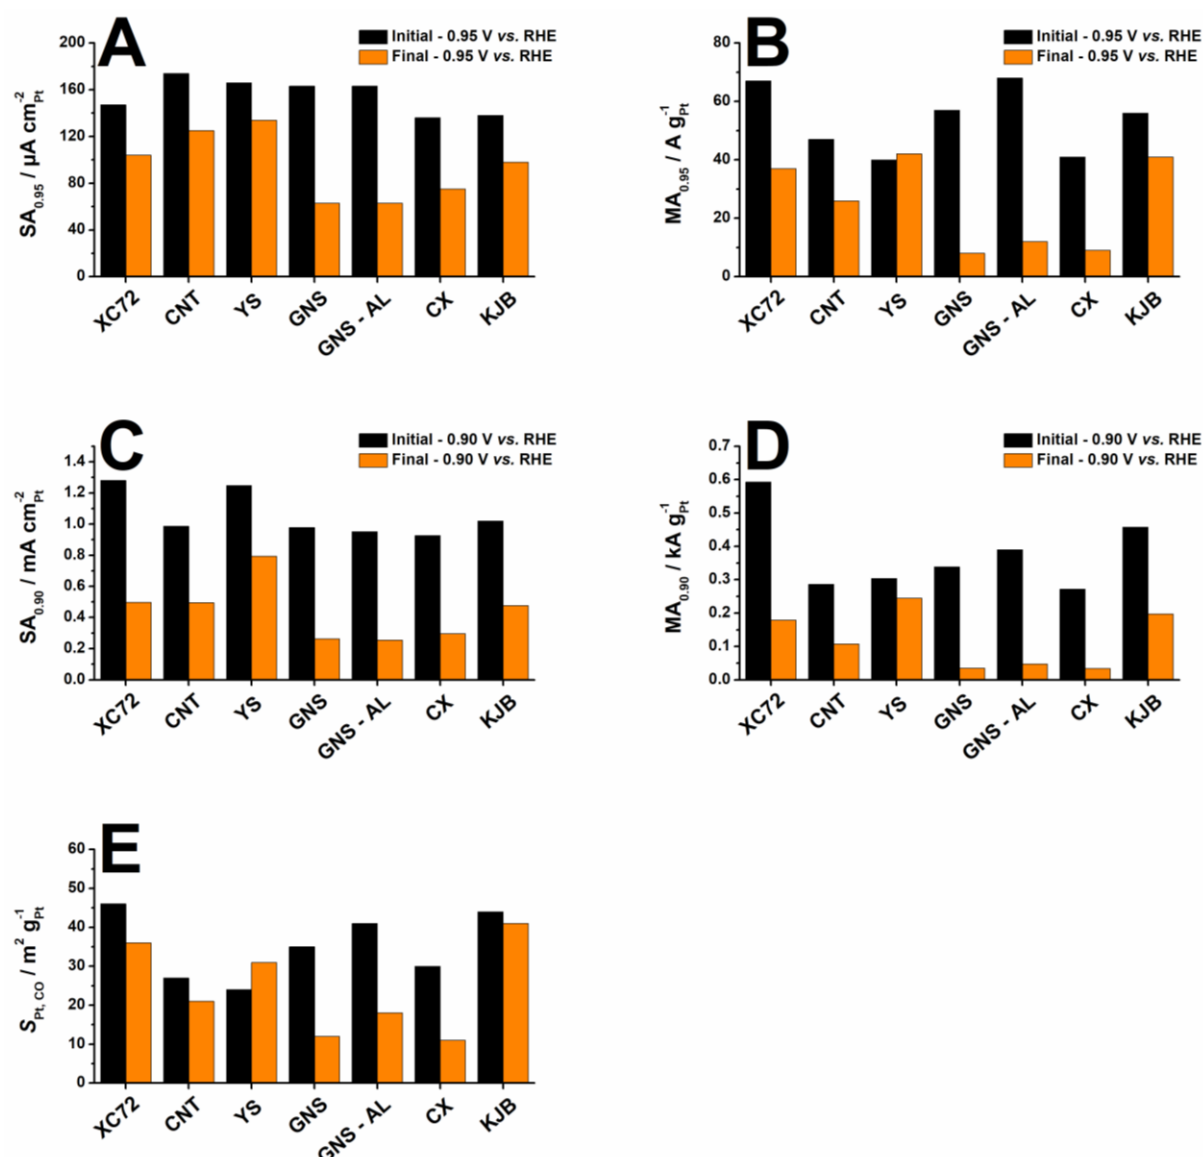 A
Initial - 0.95 V vs. RHE
Final - 0.95 V vs. RHE
SA0.95 / µA cm-2Pt
200
160
120
80
40
0
XC72
CNT
YS
GNS
GNS - AL
CX
KJB
B
Initial - 0.95 V vs. RHE
Final - 0.95 V vs. RHE
MA0.95 / A g-1Pt
80
60
40
20
0
XC72
CNT
YS
GNS
GNS - AL
CX
KJB
C
Initial - 0.90 V vs. RHE
Final - 0.90 V vs. RHE
SA0.90 / mA cm-2Pt
1.4
1.2
1.0
0.8
0.6
0.4
0.2
0.0
XC72
CNT
YS
GNS
GNS - AL
CX
KJB
D
Initial - 0.90 V vs. RHE
Final - 0.90 V vs. RHE
MA0.90 / kA g-1Pt
0.7
0.6
0.5
0.4
0.3
0.2
0.1
0.0
XC72
CNT
YS
GNS
GNS - AL
CX
KJB
E
SPt, CO / m2 g-1Pt
60
50
40
30
20
10
0
XC72
CNT
YS
GNS
GNS - AL
CX
KJB